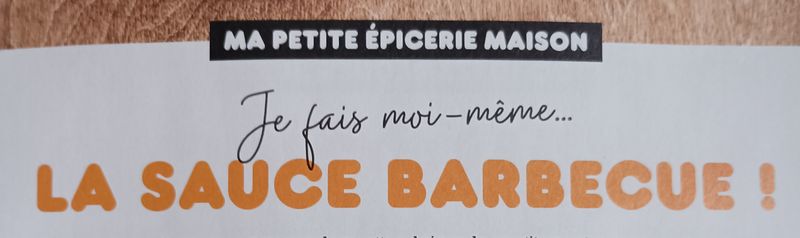 MA PETITE ÉPICERIE MAISON
Je fais moi-même...
LA SAUCE BARBECUE !